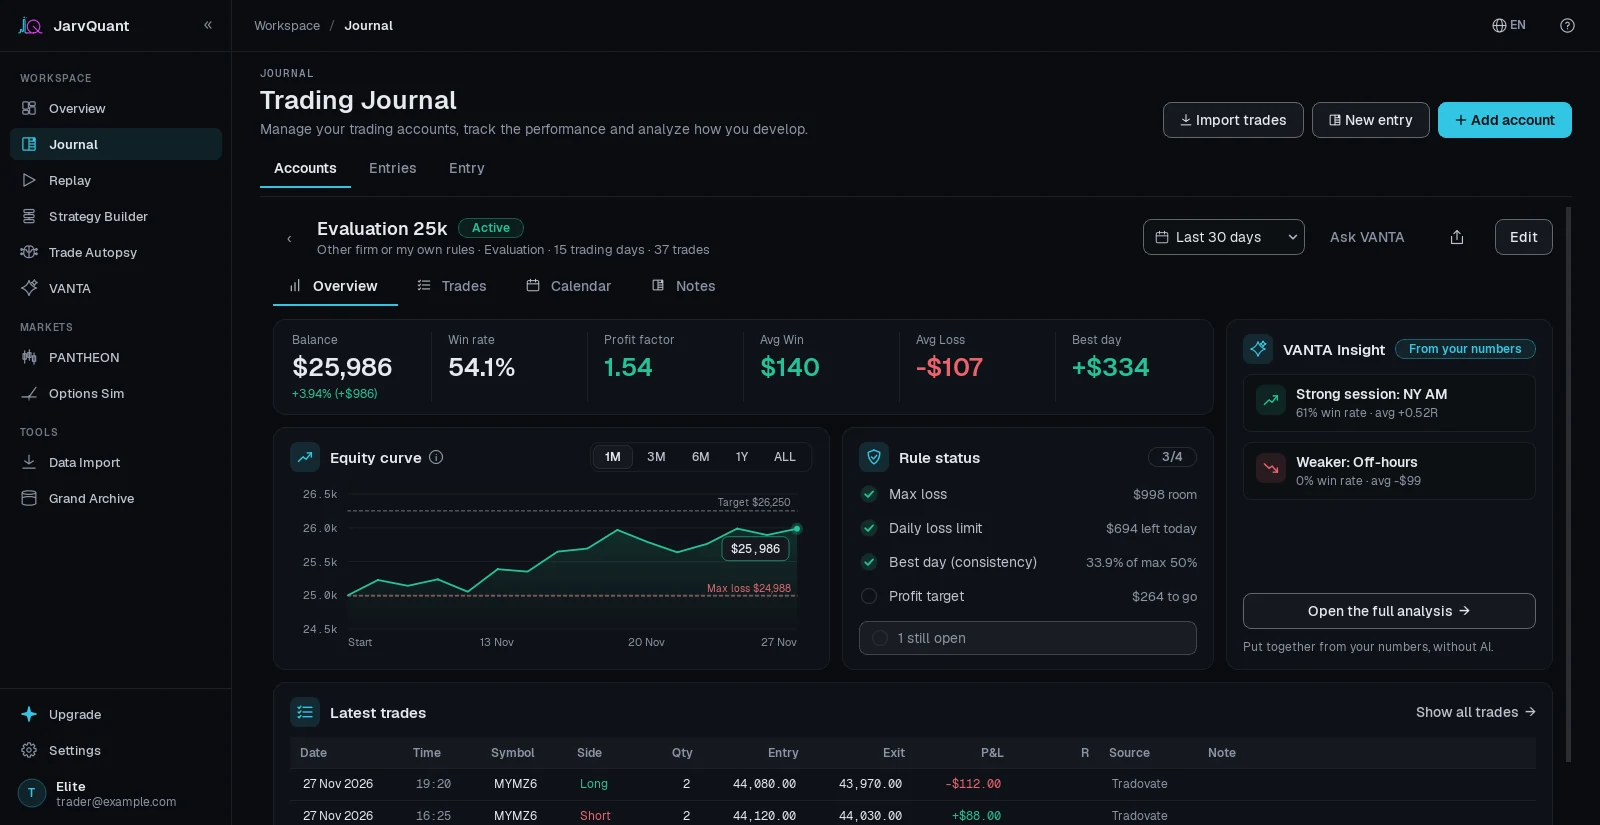 JarvQuant
«
Workspace / Journal
EN
WORKSPACE
Overview
Journal
Replay
Strategy Builder
Trade Autopsy
VANTA
MARKETS
PANTHEON
Options Sim
TOOLS
Data Import
Grand Archive
Upgrade
Settings
T
Elite
trader@example.com
JOURNAL
Trading Journal
Manage your trading accounts, track the performance and analyze how you develop.
Import trades
New entry
+ Add account
Accounts Entries Entry
‹
Evaluation 25k Active
Other firm or my own rules · Evaluation · 15 trading days · 37 trades
Last 30 days
Ask VANTA
Edit
Overview Trades Calendar Notes
Balance Win rate Profit factor Avg Win Avg Loss Best day
$25,986 54.1% 1.54 $140 -$107 +$334
+3.94% (+$986)
VANTA Insight From your numbers
Strong session: NY AM
61% win rate · avg +0.52R
Weaker: Off-hours
0% win rate · avg -$99
Open the full analysis →
Put together from your numbers, without AI.
Equity curve
1M 3M 6M 1Y ALL
26.5k
Target $26,250
26.0k
$25,986
25.5k
Max loss $24,988
25.0k
24.5k
Start 13 Nov 20 Nov 27 Nov
Rule status 3/4
Max loss $998 room
Daily loss limit $694 left today
Best day (consistency) 33.9% of max 50%
Profit target $264 to go
1 still open
Latest trades Show all trades →
Date Time Symbol Side Qty Entry Exit P&L R Source Note
27 Nov 2026 19:20 MYMZ6 Long 2 44,080.00 43,970.00 -$112.00 Tradovate
27 Nov 2026 16:25 MYMZ6 Short 2 44,120.00 44,030.00 +$88.00 Tradovate